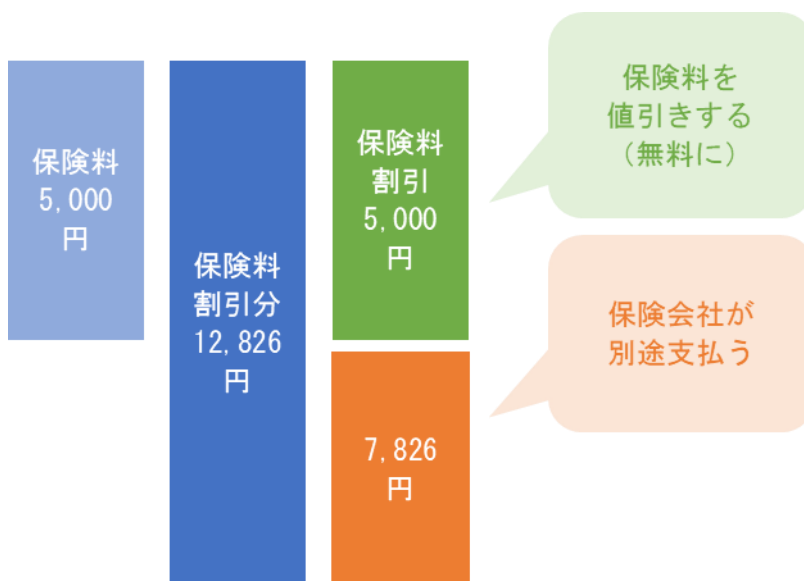 保険料
5,000
円
保険料
割引分
12,826
円
保険料
割引
5,000
円
7,826
円
保険料を
値引きする
（無料に）
保険会社が
別途支払う